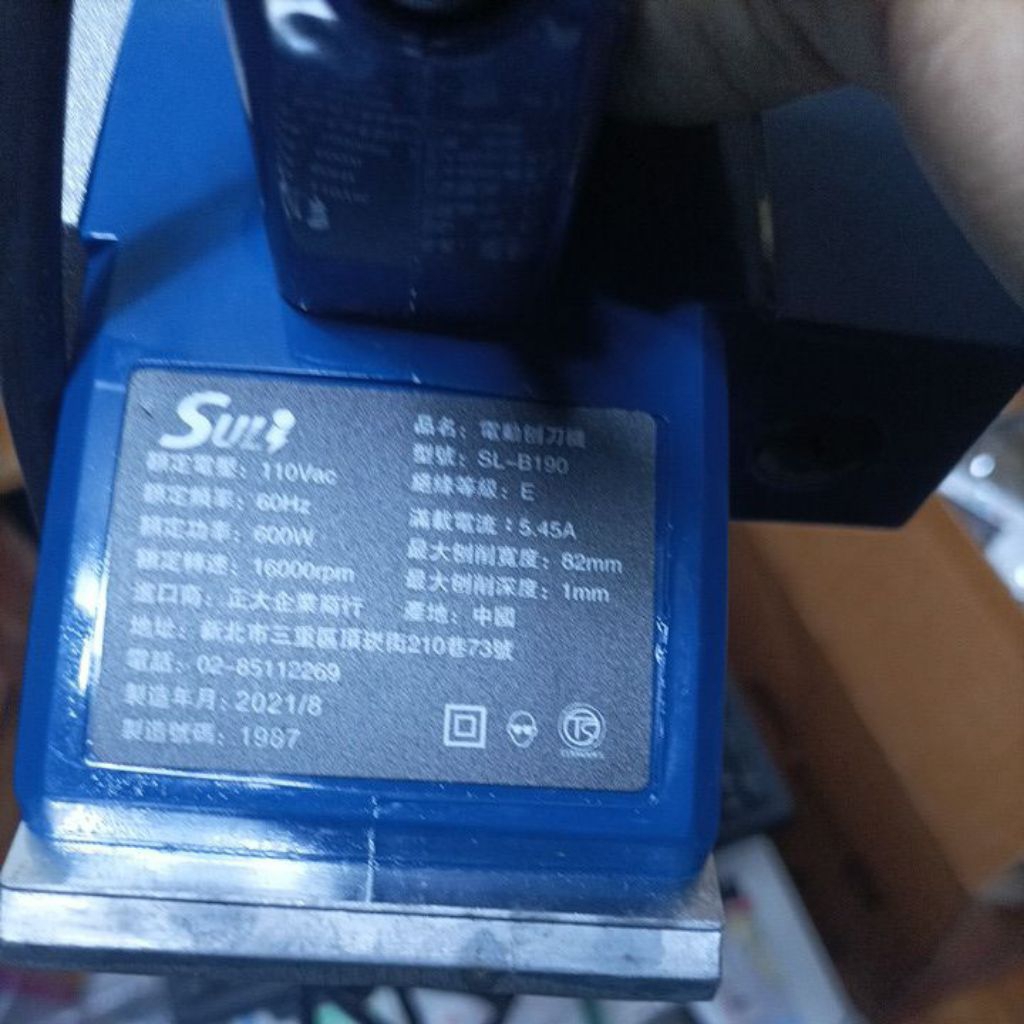 SULI
品名：電動刨刀機
額定電壓：110Vac
型號：SL-B190
額定頻率：60Hz
絕緣等級：E
額定功率：600W
滿載電流：5.45A
額定轉速：16000rpm
最大刨削寬度：82mm
進口商：正大企業商行
最大刨削深度：1mm
產地：中國
地址：新北市三重區頂崁街210巷73號
電話：02-85112269
製造年月：2021/8
製造號碼：1987
TS